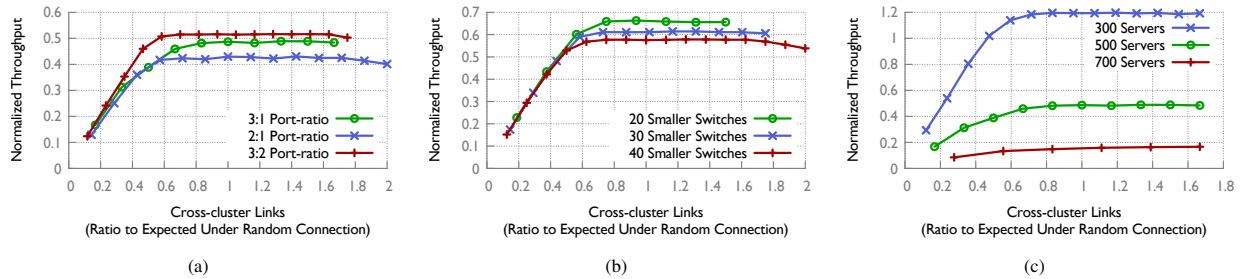 Normalized Throughput
0.6
0.5
0.4
0.3
0.2
0.1
0
3:1 Port-ratio
2:1 Port-ratio
3:2 Port-ratio
0 0.2 0.4 0.6 0.8 1 1.2 1.4 1.6 1.8 2
Cross-cluster Links
(Ratio to Expected Under Random Connection)
(a)
Normalized Throughput
0.7
0.6
0.5
0.4
0.3
0.2
0.1
0
20 Smaller Switches
30 Smaller Switches
40 Smaller Switches
0 0.2 0.4 0.6 0.8 1 1.2 1.4 1.6 1.8 2
Cross-cluster Links
(Ratio to Expected Under Random Connection)
(b)
Normalized Throughput
1.2
1
0.8
0.6
0.4
0.2
0
300 Servers
500 Servers
700 Servers
0 0.2 0.4 0.6 0.8 1 1.2 1.4 1.6 1.8
Cross-cluster Links
(Ratio to Expected Under Random Connection)
(c)